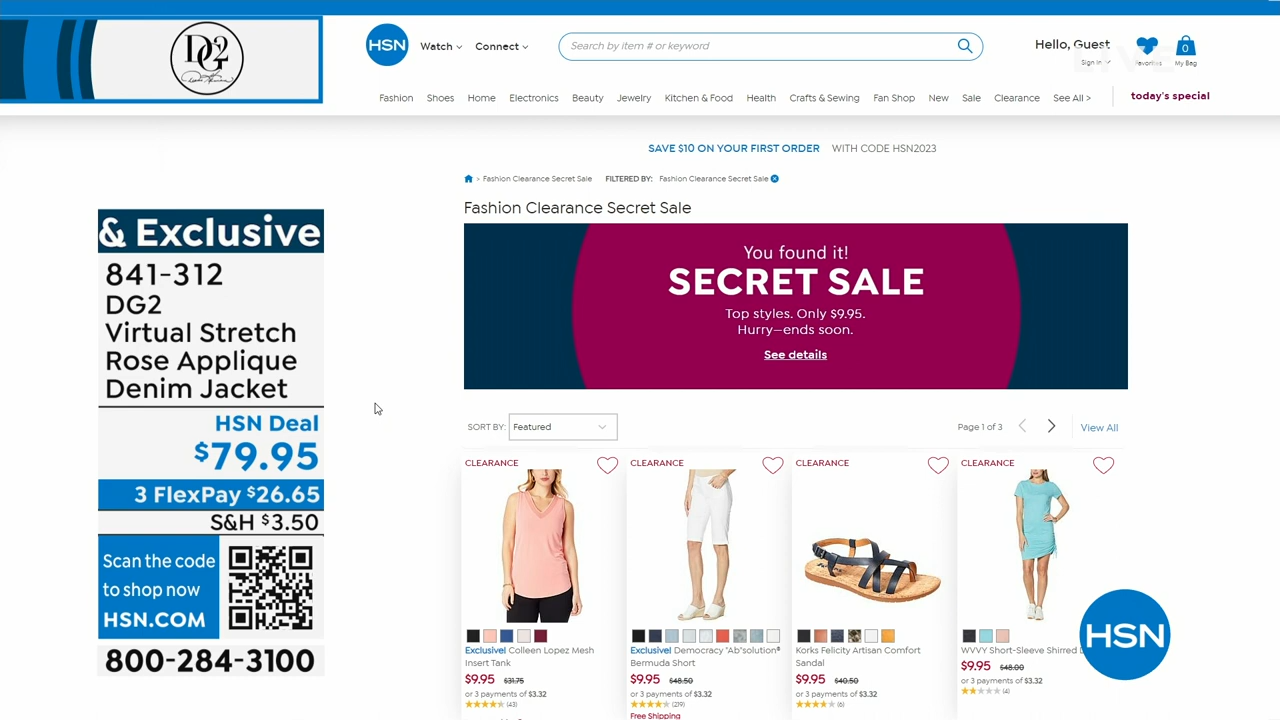 DG2
HSN
Watch
Connect
Search by item # or keyword
Hello, Guest
Sign In
Favorites
0
My Bag
Fashion
Shoes
Home
Electronics
Beauty
Jewelry
Kitchen & Food
Health
Crafts & Sewing
Fan Shop
New
Sale
Clearance
See All >
today's special
SAVE $10 ON YOUR FIRST ORDER WITH CODE HSN2023
> Fashion Clearance Secret Sale FILTERED BY: Fashion Clearance Secret Sale
Fashion Clearance Secret Sale
You found it!
SECRET SALE
Top styles. Only $9.95.
Hurry—ends soon.
See details
& Exclusive
841-312
DG2
Virtual Stretch
Rose Applique
Denim Jacket
HSN Deal
$79.95
3 FlexPay $26.65
S&H $3.50
Scan the code
to shop now
HSN.COM
800-284-3100
SORT BY: Featured
Page 1 of 3
View All
CLEARANCE
Exclusive! Colleen Lopez Mesh
Insert Tank
$9.95 $31.75
or 3 payments of $3.32
(43)
CLEARANCE
Exclusive! Democracy "Ab"solution®
Bermuda Short
$9.95 $48.50
or 3 payments of $3.32
(219)
Free Shipping
CLEARANCE
Korks Felicity Artisan Comfort
Sandal
$9.95 $40.50
or 3 payments of $3.32
(6)
CLEARANCE
WVVY Short-Sleeve Shirred
$9.95 $48.00
or 3 payments of $3.32
(4)
HSN